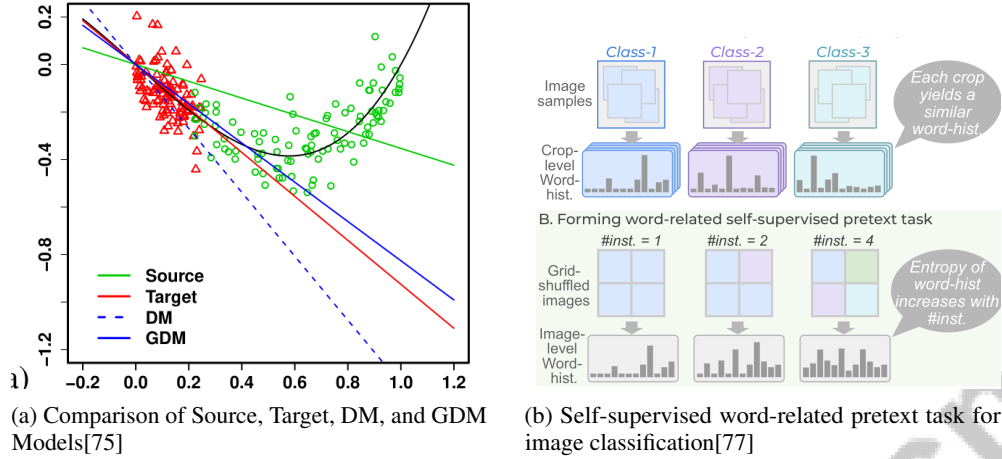 0.2
0.0
−0.4
−0.8
−1.2
Source
Target
DM
GDM
−0.2 0.0 0.2 0.4 0.6 0.8 1.0 1.2
a)
(a) Comparison of Source, Target, DM, and GDM
Models[75]
Class-1 Class-2 Class-3
Image
samples
Each crop
yields a
similar
word-hist.
Crop-
level
Word-
hist.
B. Forming word-related self-supervised pretext task
#inst. = 1 #inst. = 2 #inst. = 4
Grid-
shuffled
images
Entropy of
word-hist
increases with
#inst.
Image-
level
Word-
hist.
(b) Self-supervised word-related pretext task for
image classification[77]